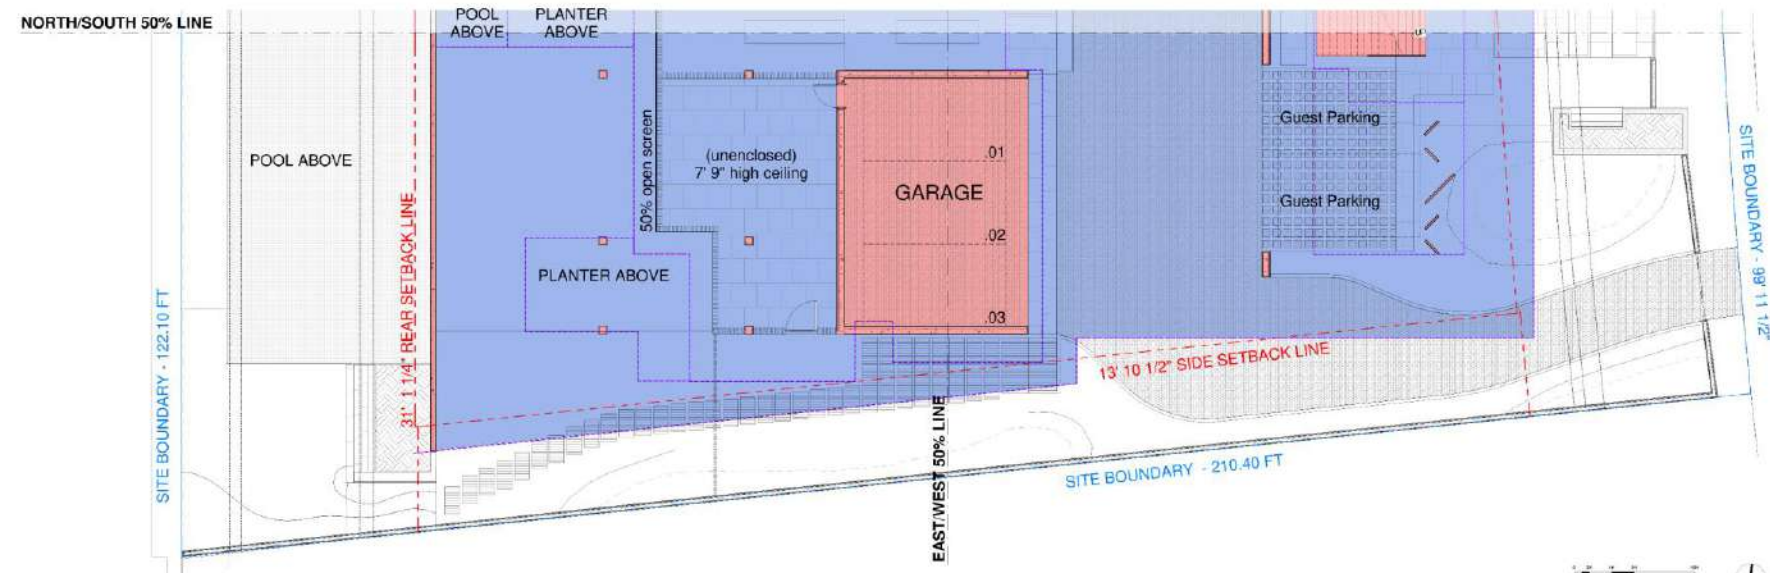 NORTH/SOUTH 50% LINE
POOL
ABOVE
PLANTER
ABOVE
POOL ABOVE
31' 1 1/4" REAR SETBACK LINE
50% open screen
(unenclosed)
7' 9" high ceiling
GARAGE
.01
.02
.03
PLANTER ABOVE
Guest Parking
Guest Parking
13' 10 1/2" SIDE SETBACK LINE
EAST/WEST 50% LINE
SITE BOUNDARY - 122.10 FT
SITE BOUNDARY - 210.40 FT
SITE BOUNDARY - 99' 11 1/2"